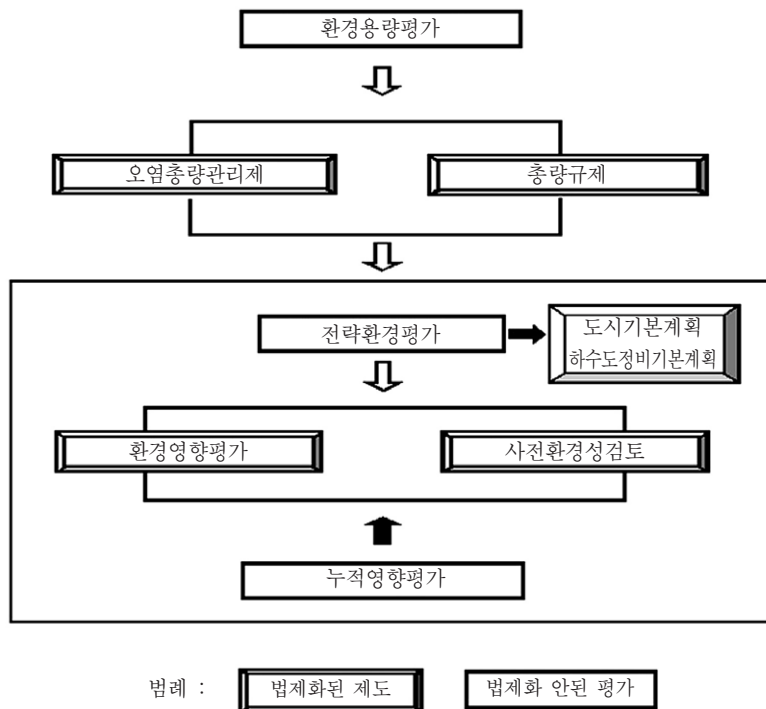 환경용량평가
오염총량관리제
총량규제
전략환경평가
도시기본계획
하수도정비기본계획
환경영향평가
사전환경성검토
누적영향평가
범례 :
법제화된 제도
법제화 안된 평가